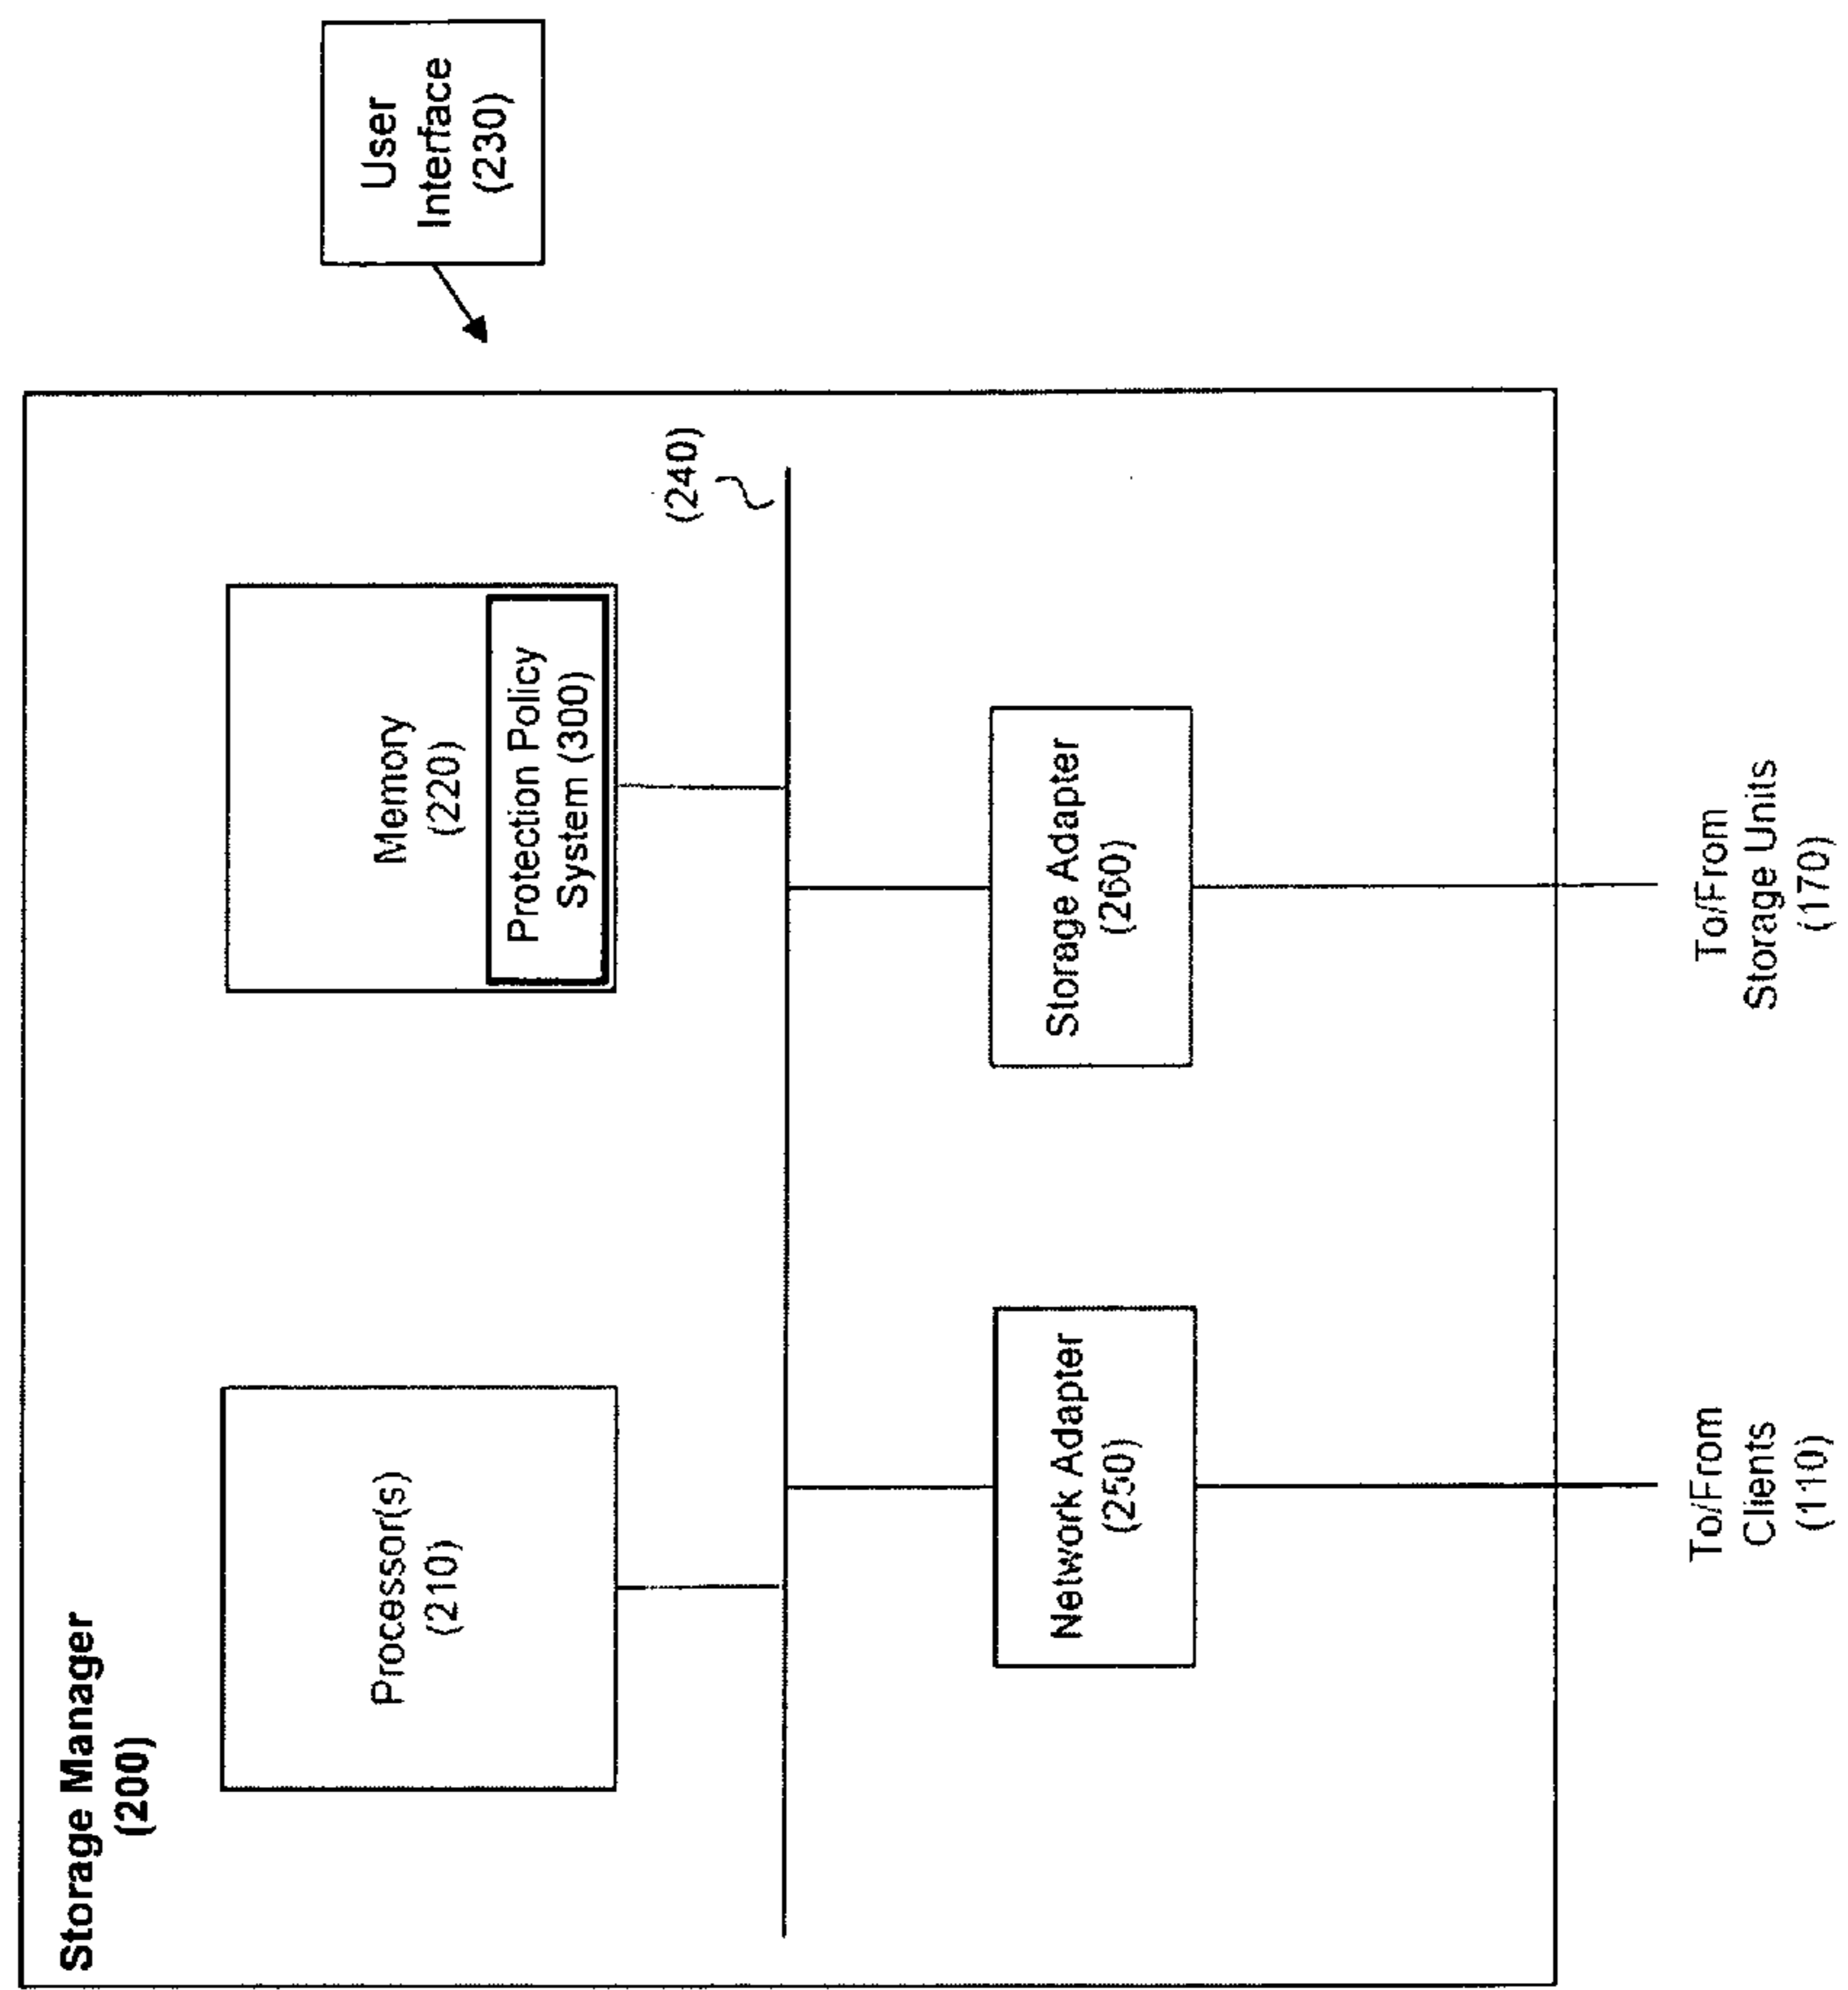 Storage Manager
(200)
Processor(s)
(210)
Memory
(220)
Protection Policy
System (300)
User
Interface
(230)
(240)
Network Adapter
(250)
Storage Adapter
(260)
To/From
Clients
(110)
To/From
Storage Units
(170)